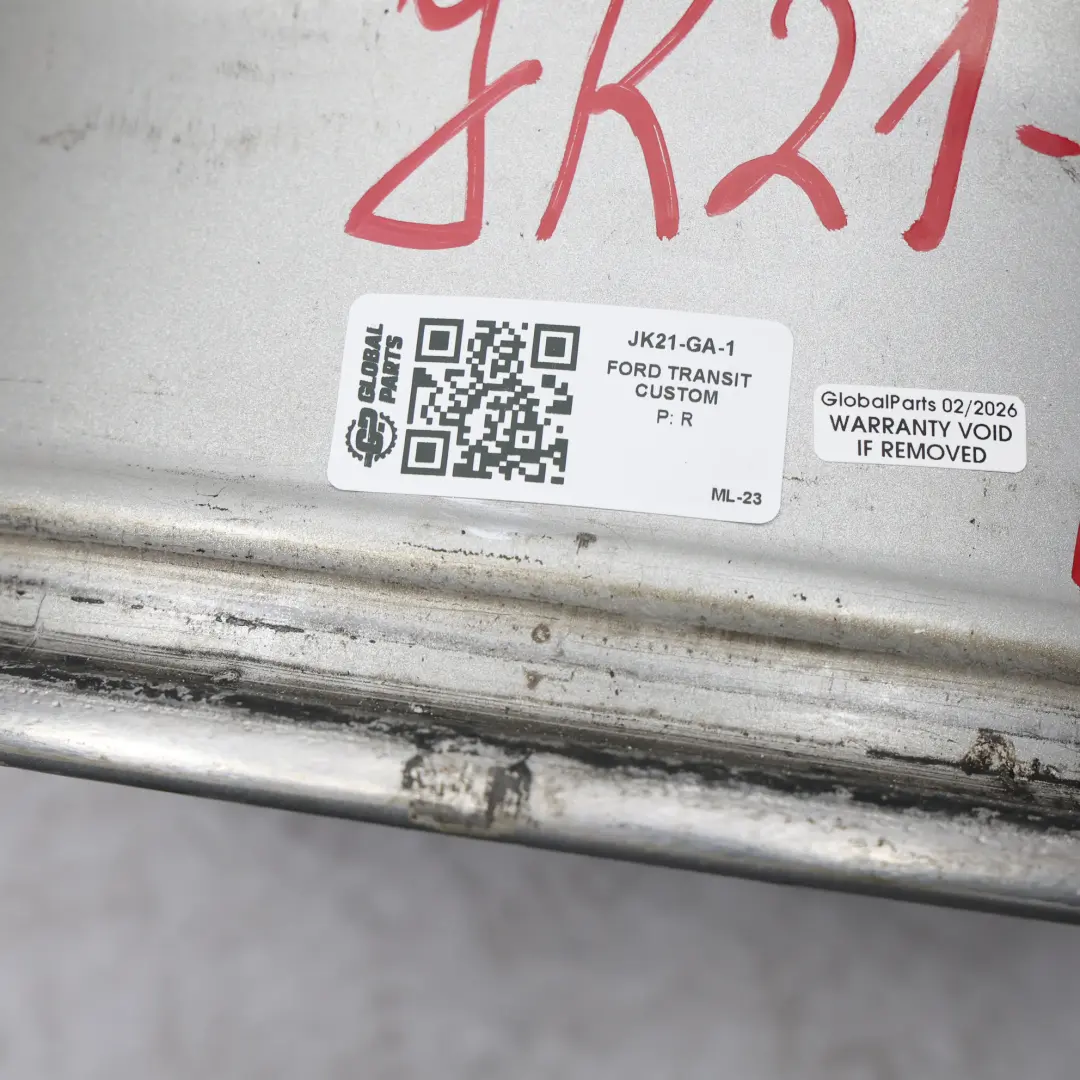 JK21-
GLOBAL
PARTS
JK21-GA-1
FORD TRANSIT
CUSTOM
P: R
ML-23
GlobalParts 02/2026
WARRANTY VOID
IF REMOVED